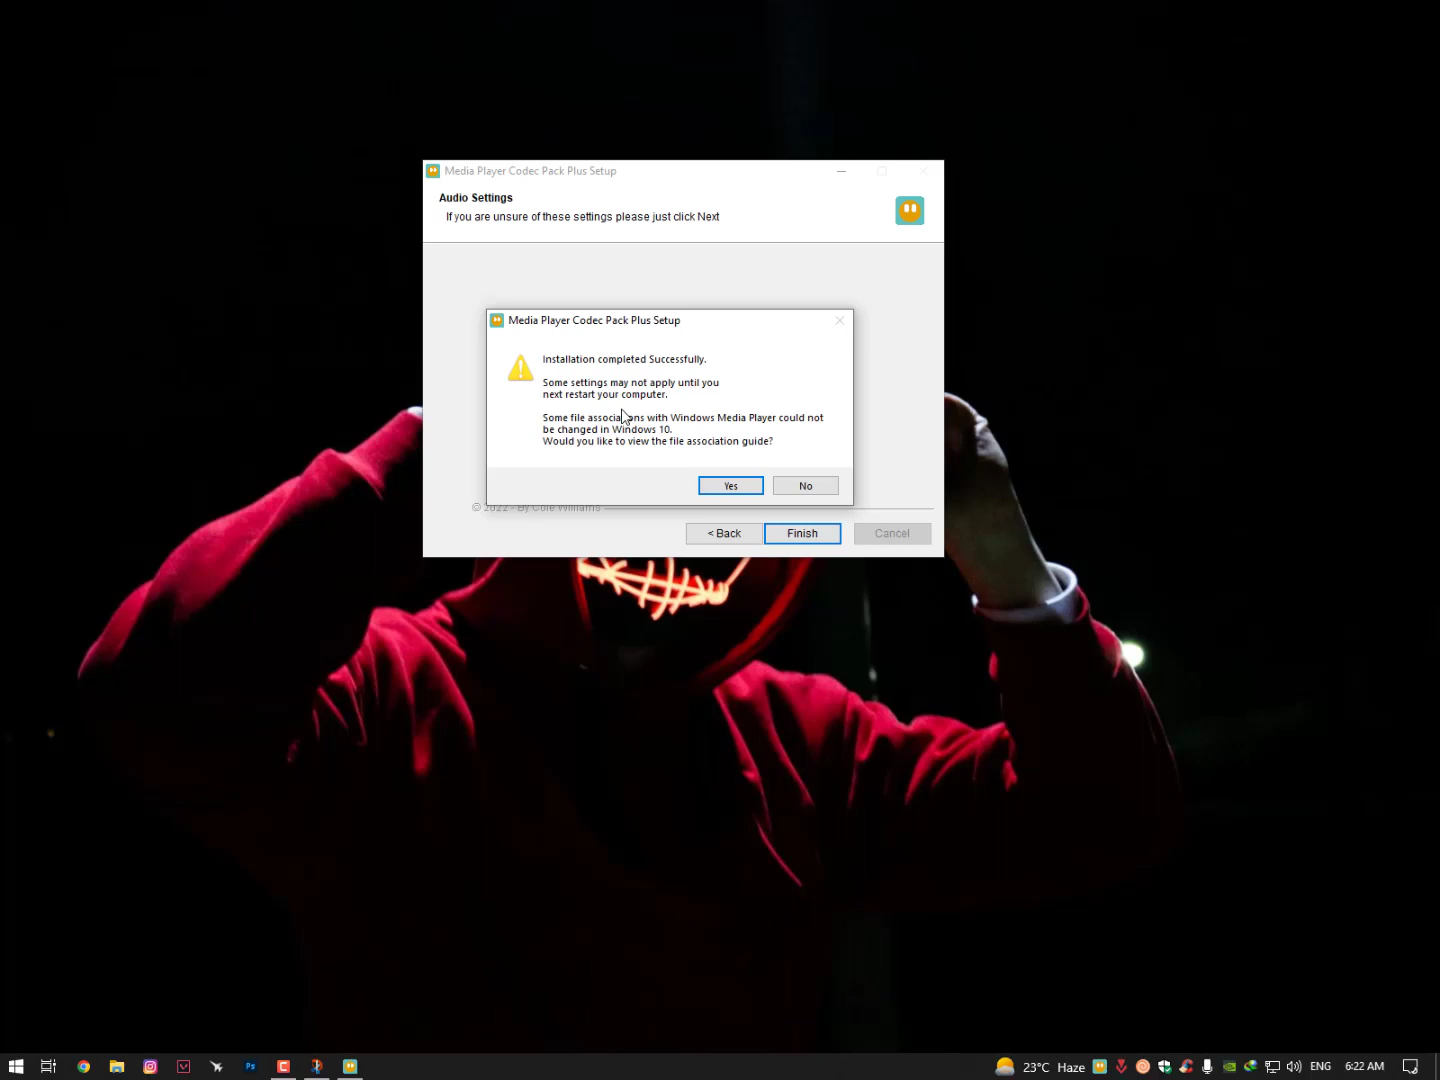 Media Player Codec Pack Plus Setup
Audio Settings
If you are unsure of these settings please just click Next
Media Player Codec Pack Plus Setup
Installation completed Successfully.
Some settings may not apply until you
next restart your computer.
Some file associations with Windows Media Player could not
be changed in Windows 10.
Would you like to view the file association guide?
Yes
No
© 2022 - By Cole Williams
< Back
Finish
Cancel
Ps
23°C Haze
ENG
6:22 AM